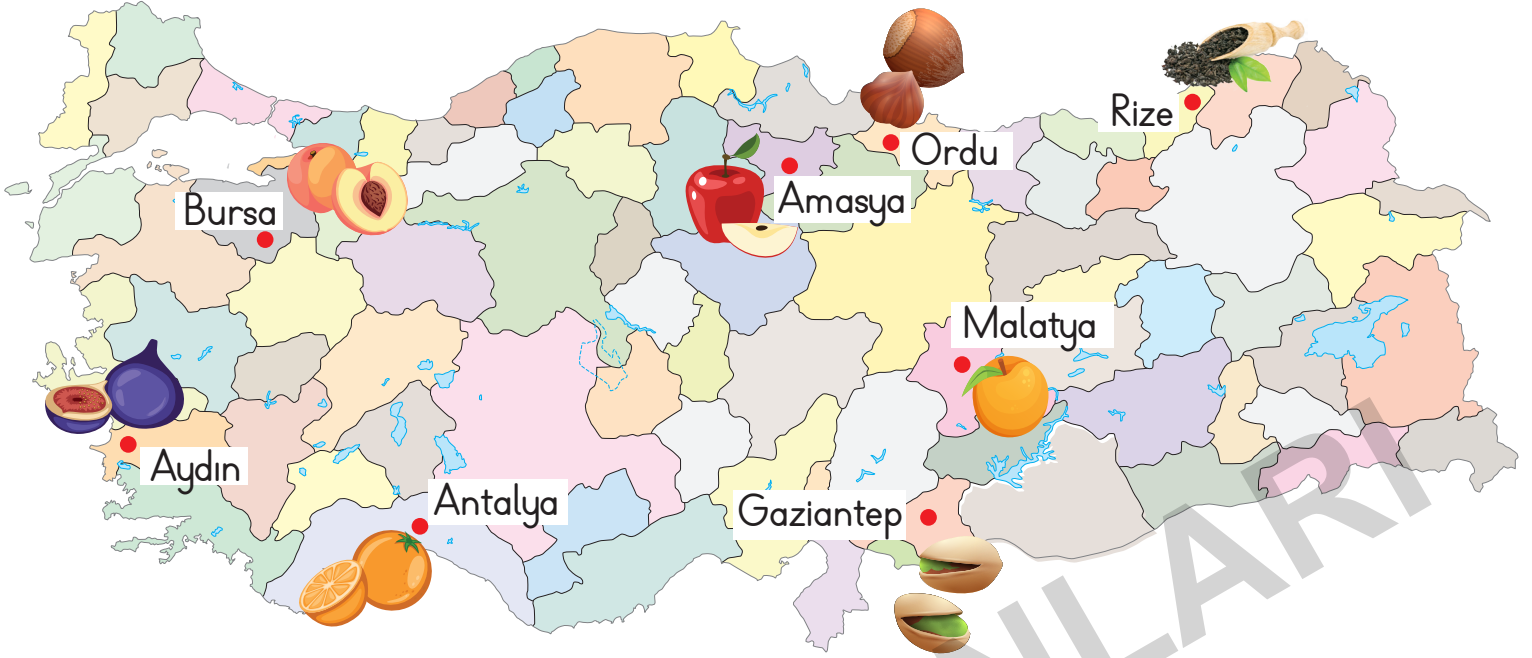 Rize
Ordu
Amasya
Bursa
Malatya
Aydın
Antalya
Gaziantep